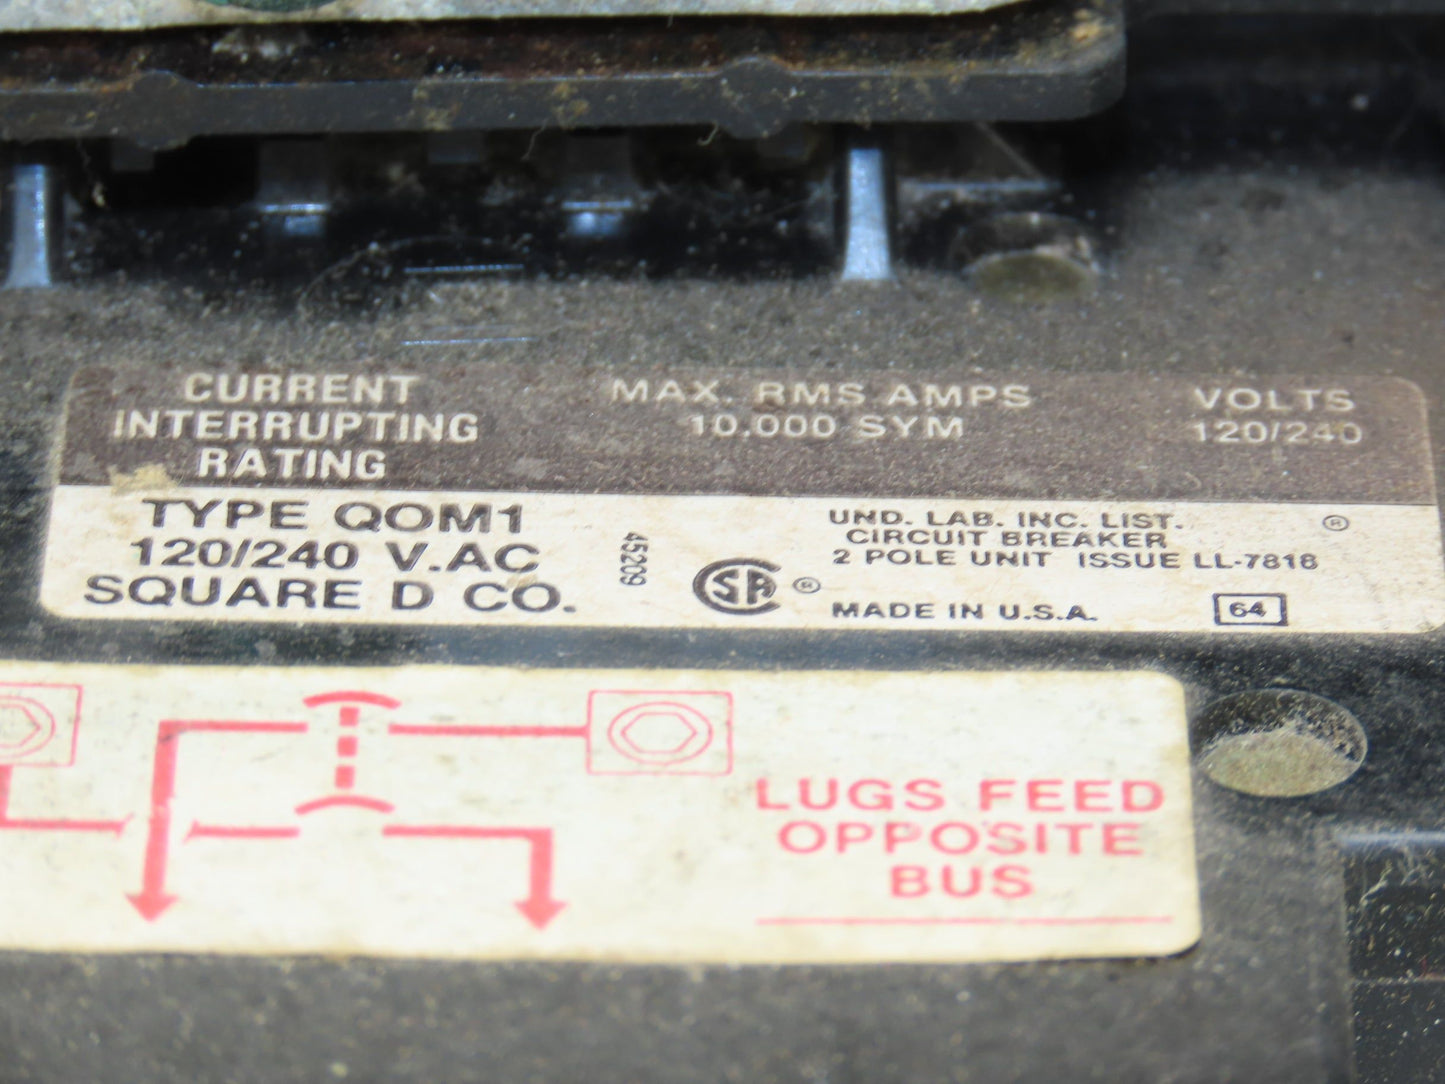 CURRENT
INTERRUPTING
RATING
MAX. RMS AMPS
10,000 SYM
VOLTS
120/240
TYPE QOM1
120/240 V.AC
SQUARE D CO.
45209
SA ®
UND. LAB. INC. LIST. ®
CIRCUIT BREAKER
2 POLE UNIT ISSUE LL-7818
MADE IN U.S.A. 64
LUGS FEED
OPPOSITE
BUS